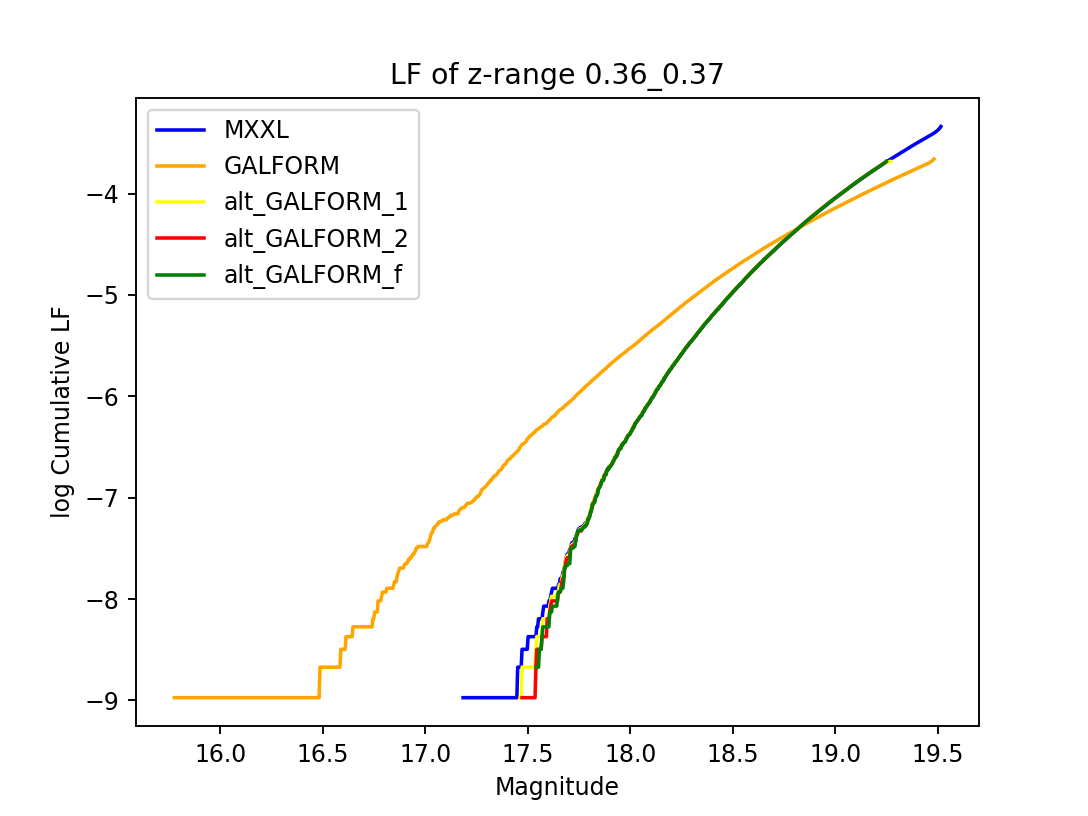 LF of z-range 0.36_0.37
MXXL
GALFORM
alt_GALFORM_1
alt_GALFORM_2
alt_GALFORM_f
log Cumulative LF
−4
−5
−6
−7
−8
−9
16.0 16.5 17.0 17.5 18.0 18.5 19.0 19.5
Magnitude